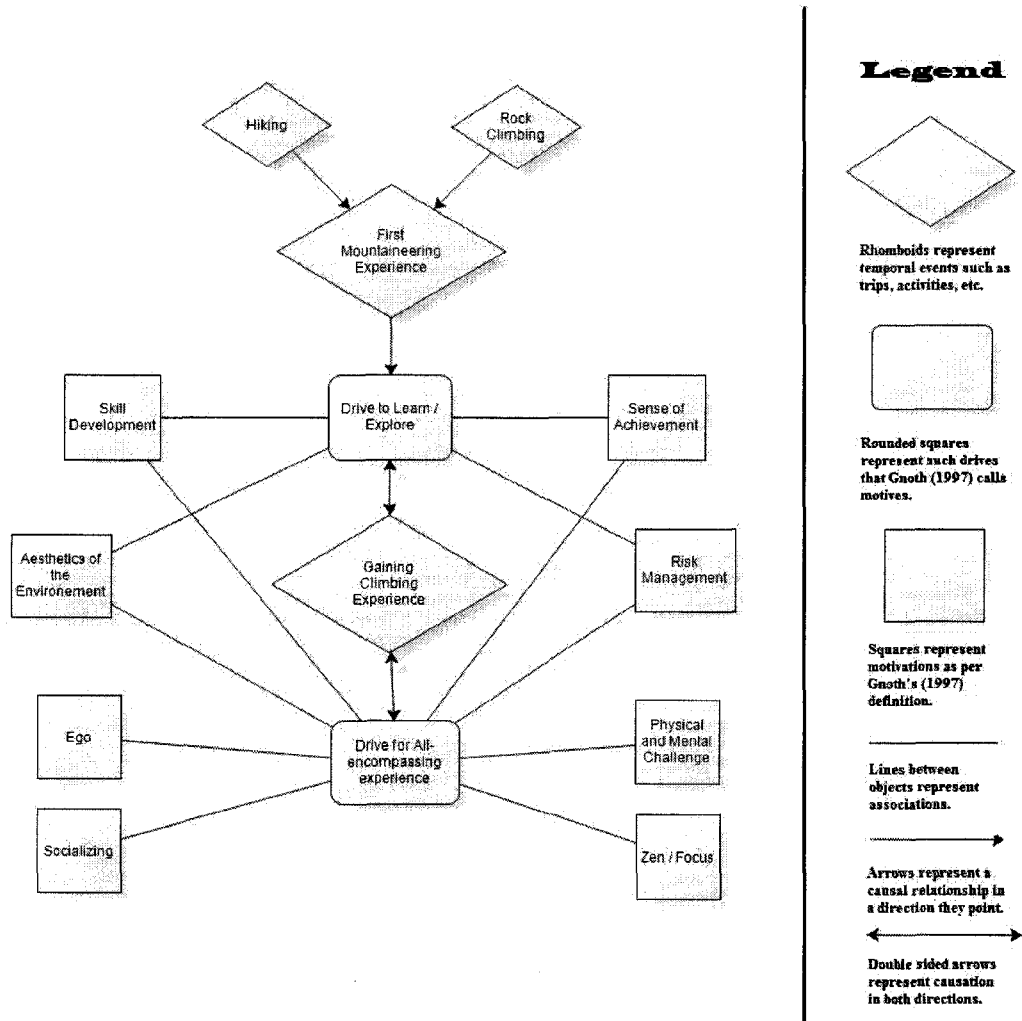 Hiking
Rock
Climbing
First
Mountaineering
Experience
Skill
Development
Drive to Learn /
Explore
Sense of
Achievement
Aesthetics of
the
Environement
Gaining
Climbing
Experience
Risk
Management
Ego
Drive for All-
encompassing
experience
Physical
and Mental
Challenge
Socializing
Zen / Focus
Legend
Rhomboids represent
temporal events such as
trips, activities, etc.
Rounded squares
represent such drives
that Gnoth (1997) calls
motives.
Squares represent
motivations as per
Gnoth's (1997)
definition.
Lines between
objects represent
associations.
Arrows represent a
causal relationship in
a direction they point.
Double sided arrows
represent causation
in both directions.